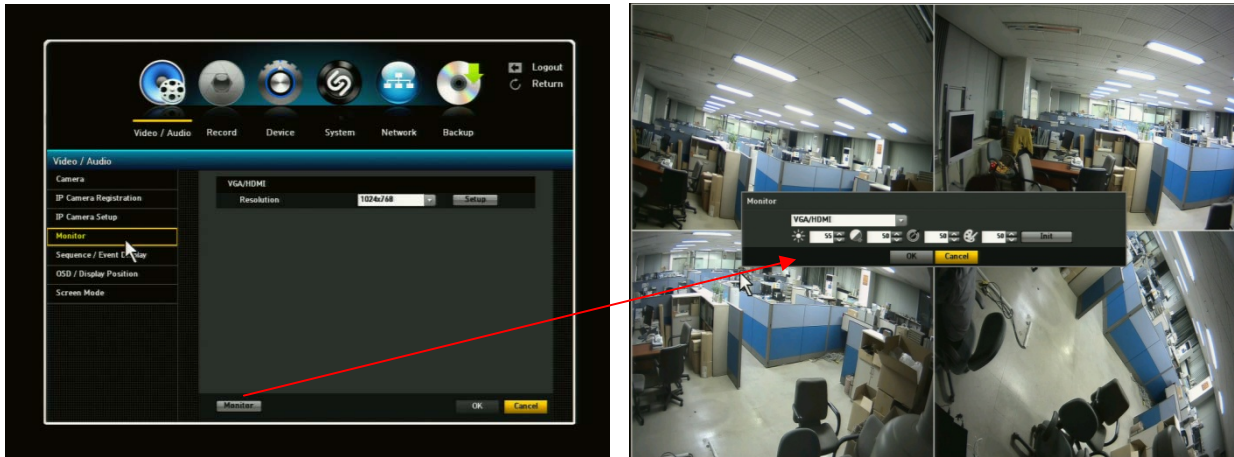 Logout
Return
Video / Audio Record Device System Network Backup
Video / Audio
Camera
IP Camera Registration
IP Camera Setup
Monitor
Sequence / Event Display
OSD / Display Position
Screen Mode
VGA/HDMI
Resolution 1024x768 Setup
Monitor OK Cancel
Monitor
VGA/HDMI
55 50 50 50 Init
OK Cancel